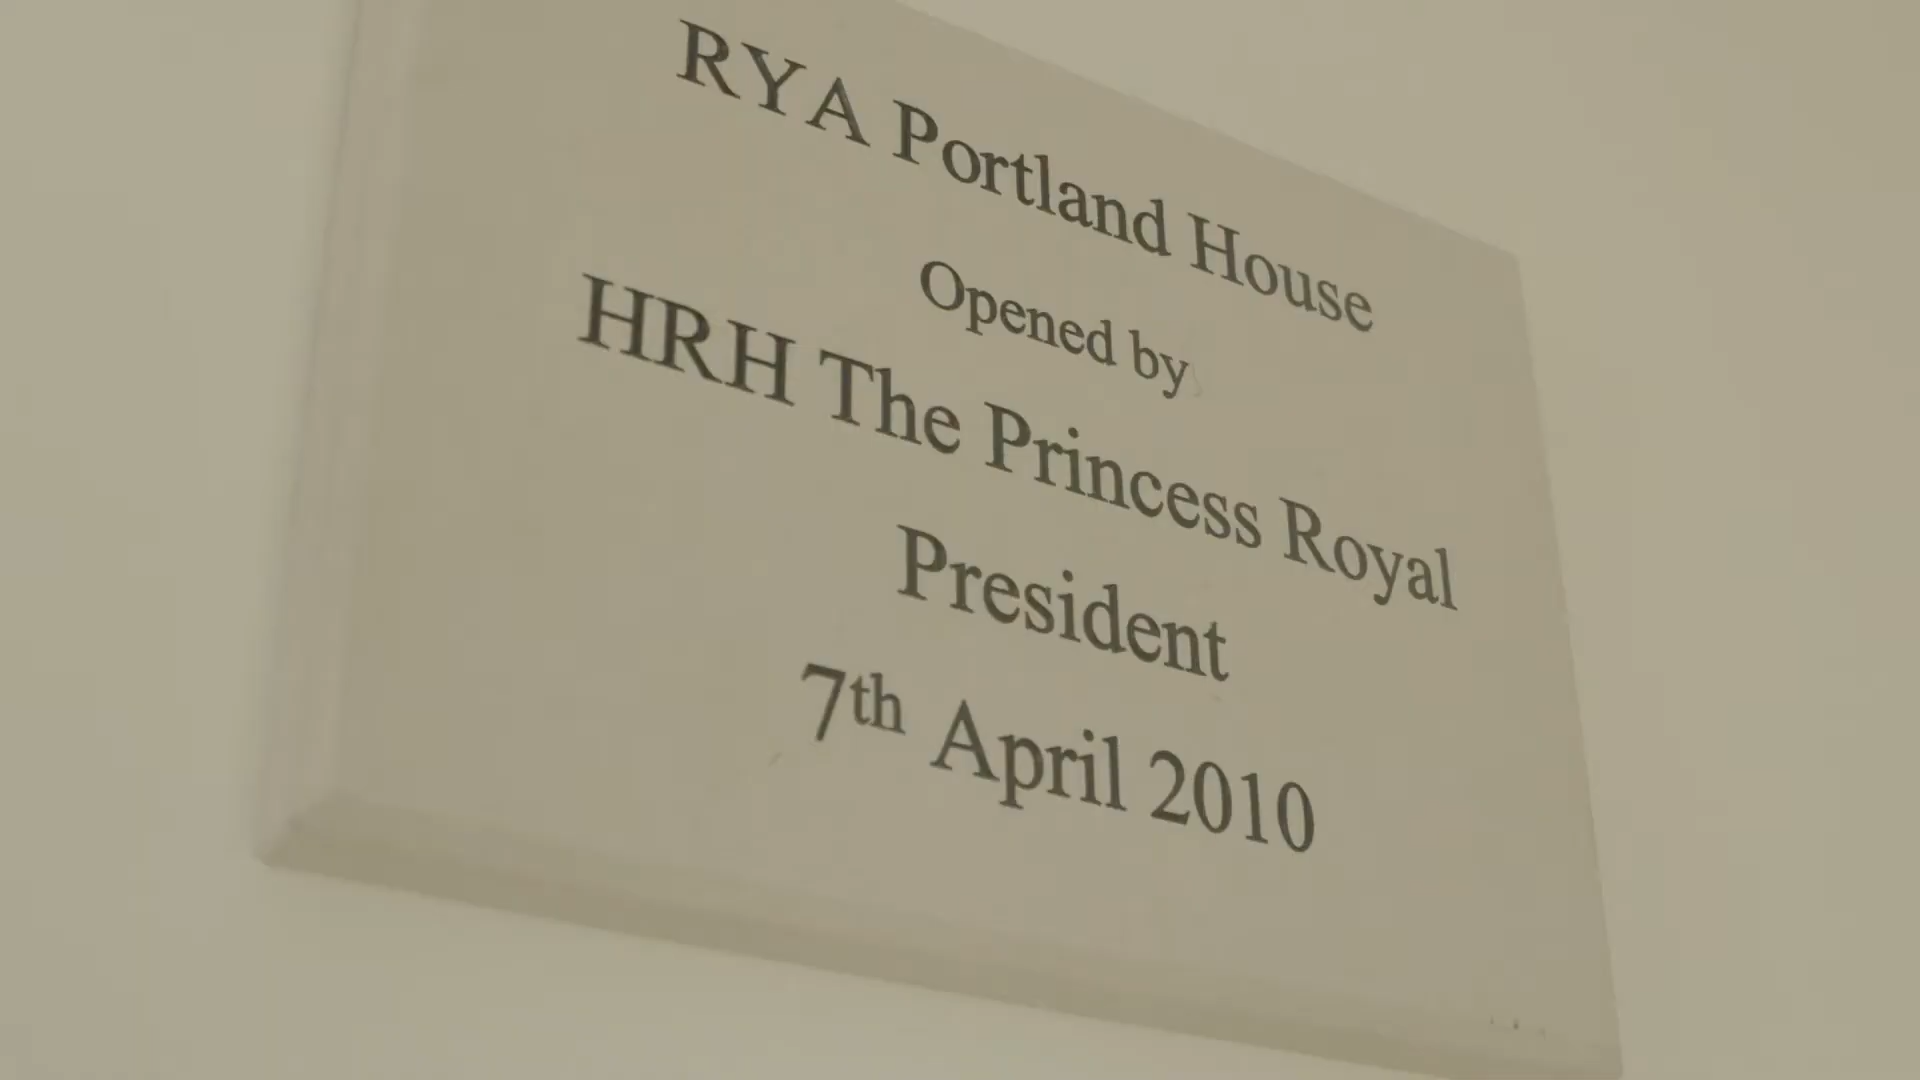 RYA Portland House
Opened by
HRH The Princess Royal
President
7th April 2010